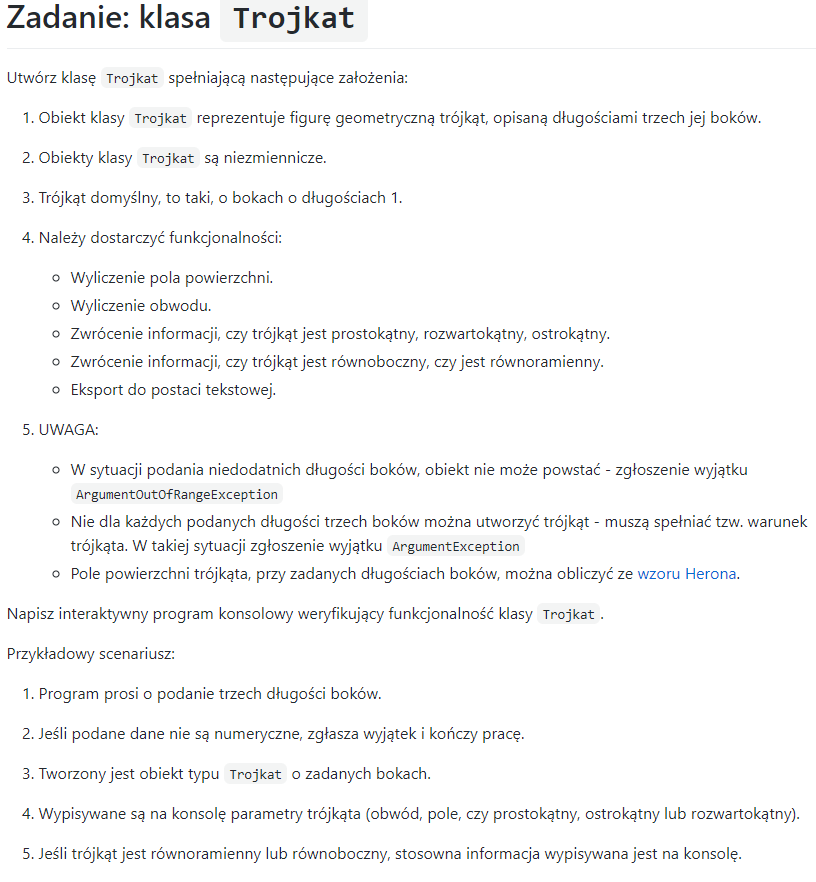 Zadanie: klasa Trojkat
Utwórz klasę Trojkat spełniającą następujące założenia:
1. Obiekt klasy Trojkat reprezentuje figurę geometryczną trójkąt, opisaną długościami trzech jej boków.
2. Obiekty klasy Trojkat są niezmiennicze.
3. Trójkąt domyślny, to taki, o bokach o długościach 1.
4. Należy dostarczyć funkcjonalności:
Wyliczenie pola powierzchni.
Wyliczenie obwodu.
Zwrócenie informacji, czy trójkąt jest prostokątny, rozwartokątny, ostrokątny.
Zwrócenie informacji, czy trójkąt jest równoboczny, czy jest równoramienny.
Eksport do postaci tekstowej.
5. UWAGA:
W sytuacji podania niedodatnich długości boków, obiekt nie może powstać - zgłoszenie wyjątku
ArgumentOutOfRangeException
Nie dla każdych podanych długości trzech boków można utworzyć trójkąt - muszą spełniać tzw. warunek
trójkąta. W takiej sytuacji zgłoszenie wyjątku ArgumentException
Pole powierzchni trójkąta, przy zadanych długościach boków, można obliczyć ze wzoru Herona.
Napisz interaktywny program konsolowy weryfikujący funkcjonalność klasy Trojkat.
Przykładowy scenariusz:
1. Program prosi o podanie trzech długości boków.
2. Jeśli podane dane nie są numeryczne, zgłasza wyjątek i kończy pracę.
3. Tworzony jest obiekt typu Trojkat o zadanych bokach.
4. Wypisywane są na konsolę parametry trójkąta (obwód, pole, czy prostokątny, ostrokątny lub rozwartokątny).
5. Jeśli trójkąt jest równoramienny lub równoboczny, stosowna informacja wypisywana jest na konsolę.